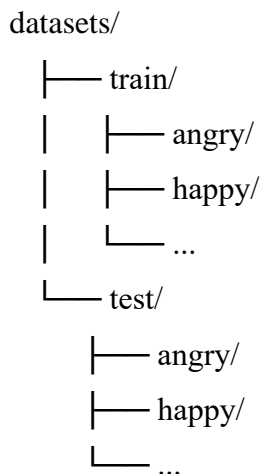 datasets/
├── train/
│   ├── angry/
│   ├── happy/
│   └── ...
└── test/
├── angry/
├── happy/
└── ...